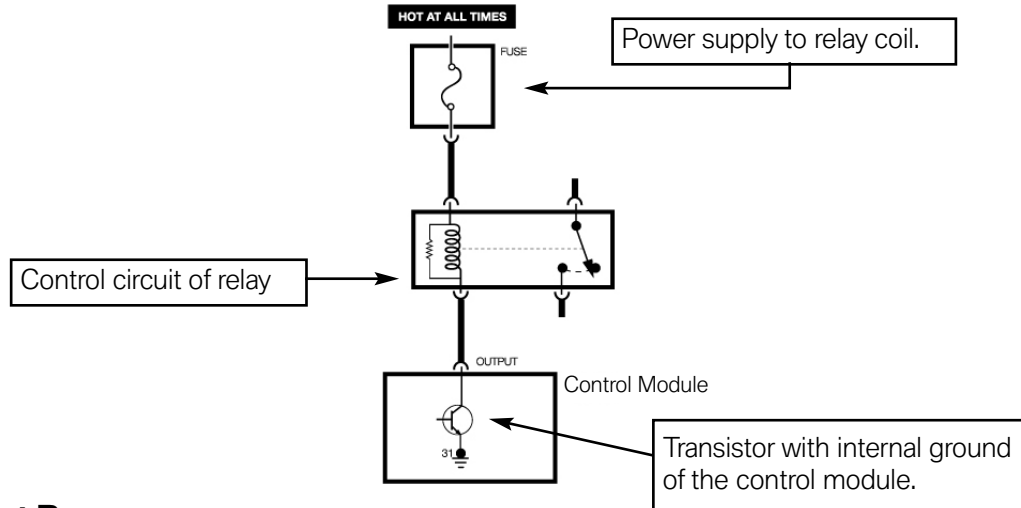 HOT AT ALL TIMES
Power supply to relay coil.
FUSE
Control circuit of relay
OUTPUT
Control Module
31
Transistor with internal ground
of the control module.